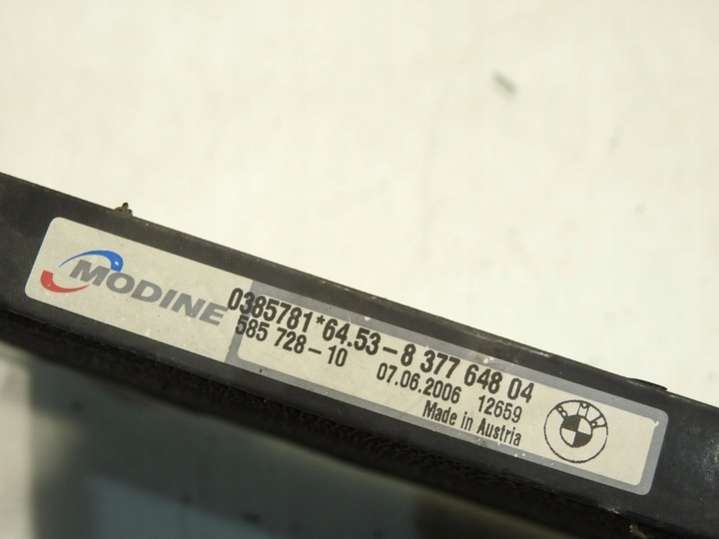 MODINE
0385781*64.53-8 377 648 04
585 728-10 07.06.2006 12659
Made in Austria
BMW